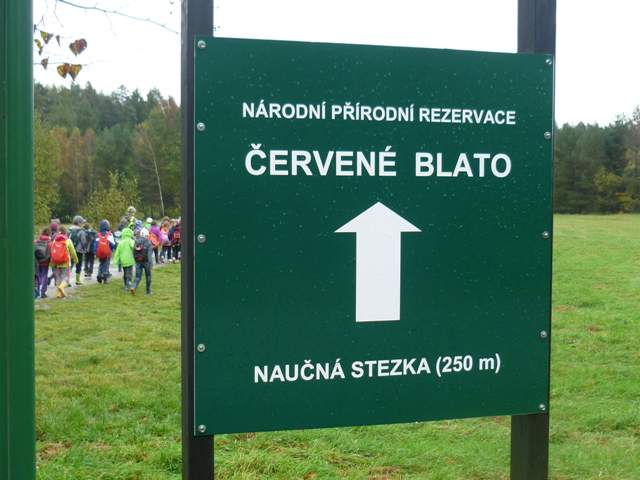 NÁRODNÍ PŘÍRODNÍ REZERVACE
ČERVENÉ BLATO
NAUČNÁ STEZKA (250 m)